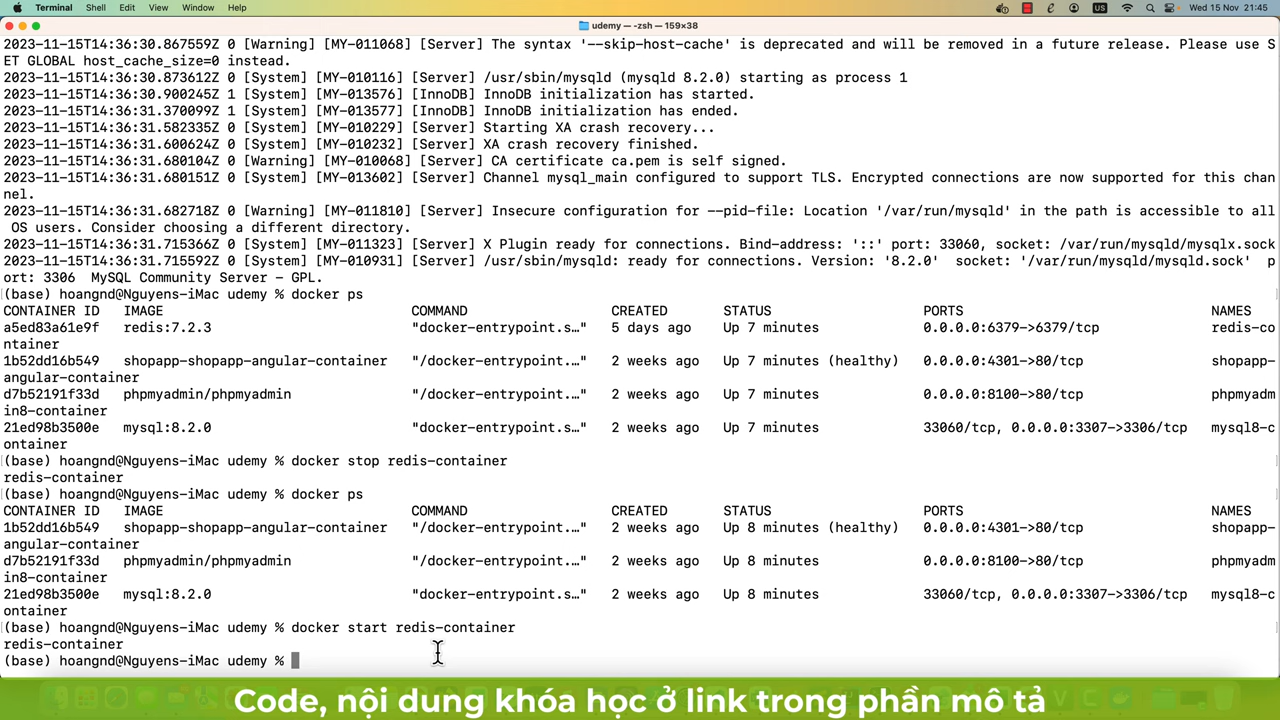 Terminal Shell Edit View Window Help US Wed 15 Nov 21:45
udemy — -zsh — 159×38
2023-11-15T14:36:30.867559Z 0 [Warning] [MY-011068] [Server] The syntax '--skip-host-cache' is deprecated and will be removed in a future release. Please use S
ET GLOBAL host_cache_size=0 instead.
2023-11-15T14:36:30.873612Z 0 [System] [MY-010116] [Server] /usr/sbin/mysqld (mysqld 8.2.0) starting as process 1
2023-11-15T14:36:30.900245Z 1 [System] [MY-013576] [InnoDB] InnoDB initialization has started.
2023-11-15T14:36:31.370099Z 1 [System] [MY-013577] [InnoDB] InnoDB initialization has ended.
2023-11-15T14:36:31.582335Z 0 [System] [MY-010229] [Server] Starting XA crash recovery...
2023-11-15T14:36:31.600624Z 0 [System] [MY-010232] [Server] XA crash recovery finished.
2023-11-15T14:36:31.680104Z 0 [Warning] [MY-010068] [Server] CA certificate ca.pem is self signed.
2023-11-15T14:36:31.680151Z 0 [System] [MY-013602] [Server] Channel mysql_main configured to support TLS. Encrypted connections are now supported for this chan
nel.
2023-11-15T14:36:31.682718Z 0 [Warning] [MY-011810] [Server] Insecure configuration for --pid-file: Location '/var/run/mysqld' in the path is accessible to all
OS users. Consider choosing a different directory.
2023-11-15T14:36:31.715366Z 0 [System] [MY-011323] [Server] X Plugin ready for connections. Bind-address: '::' port: 33060, socket: /var/run/mysqld/mysqlx.sock
2023-11-15T14:36:31.715592Z 0 [System] [MY-010931] [Server] /usr/sbin/mysqld: ready for connections. Version: '8.2.0' socket: '/var/run/mysqld/mysqld.sock' p
ort: 3306 MySQL Community Server - GPL.
(base) hoangnd@Nguyens-iMac udemy % docker ps
CONTAINER ID IMAGE COMMAND CREATED STATUS PORTS NAMES
a5ed83a61e9f redis:7.2.3 "docker-entrypoint.s…" 5 days ago Up 7 minutes 0.0.0.0:6379->6379/tcp redis-co
ntainer
1b52dd16b549 shopapp-shopapp-angular-container "/docker-entrypoint.…" 2 weeks ago Up 7 minutes (healthy) 0.0.0.0:4301->80/tcp shopapp-
angular-container
d7b52191f33d phpmyadmin/phpmyadmin "/docker-entrypoint.…" 2 weeks ago Up 7 minutes 0.0.0.0:8100->80/tcp phpmyadm
in8-container
21ed98b3500e mysql:8.2.0 "docker-entrypoint.s…" 2 weeks ago Up 7 minutes 33060/tcp, 0.0.0.0:3307->3306/tcp mysql8-c
ontainer
(base) hoangnd@Nguyens-iMac udemy % docker stop redis-container
redis-container
(base) hoangnd@Nguyens-iMac udemy % docker ps
CONTAINER ID IMAGE COMMAND CREATED STATUS PORTS NAMES
1b52dd16b549 shopapp-shopapp-angular-container "/docker-entrypoint.…" 2 weeks ago Up 8 minutes (healthy) 0.0.0.0:4301->80/tcp shopapp-
angular-container
d7b52191f33d phpmyadmin/phpmyadmin "/docker-entrypoint.…" 2 weeks ago Up 8 minutes 0.0.0.0:8100->80/tcp phpmyadm
in8-container
21ed98b3500e mysql:8.2.0 "docker-entrypoint.s…" 2 weeks ago Up 8 minutes 33060/tcp, 0.0.0.0:3307->3306/tcp mysql8-c
ontainer
(base) hoangnd@Nguyens-iMac udemy % docker start redis-container
redis-container
(base) hoangnd@Nguyens-iMac udemy %
Code, nội dung khóa học ở link trong phần mô tả